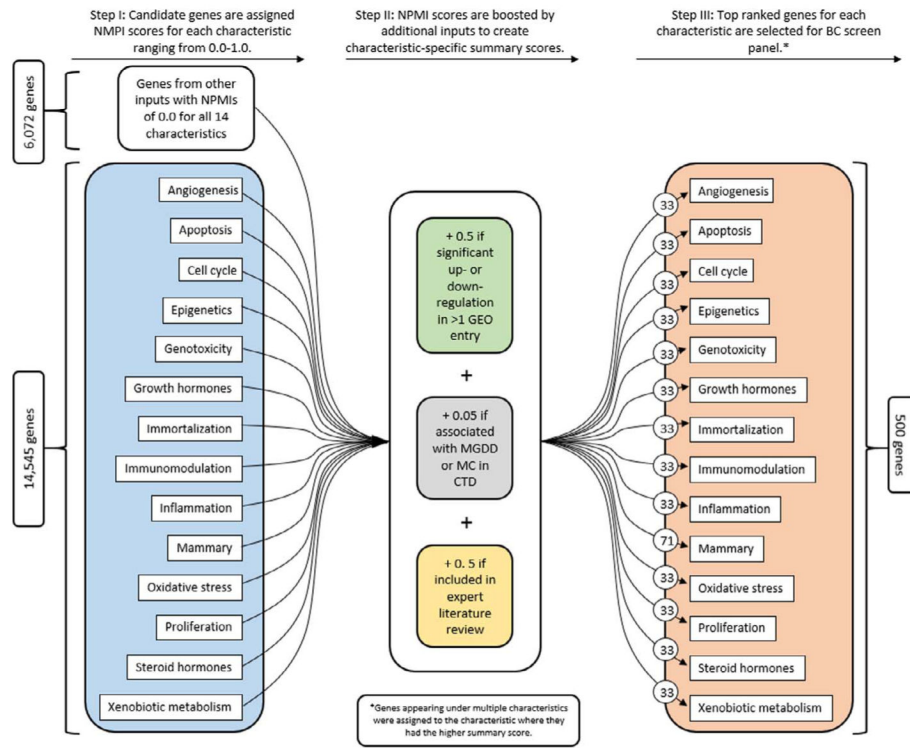 Step I: Candidate genes are assigned
NMPI scores for each characteristic
ranging from 0.0-1.0.
Step II: NPMI scores are boosted by
additional inputs to create
characteristic-specific summary scores.
Step III: Top ranked genes for each
characteristic are selected for BC screen
panel.*
6,072 genes
Genes from other
inputs with NPMIs
of 0.0 for all 14
characteristics
14,545 genes
Angiogenesis
Apoptosis
Cell cycle
Epigenetics
Genotoxicity
Growth hormones
Immortalization
Immunomodulation
Inflammation
Mammary
Oxidative stress
Proliferation
Steroid hormones
Xenobiotic metabolism
+ 0.5 if
significant
up- or
down-
regulation
in >1 GEO
entry
+
+ 0.05 if
associated
with MGDD
or MC in
CTD
+
+ 0. 5 if
included in
expert
literature
review
33 Angiogenesis
33 Apoptosis
33 Cell cycle
33 Epigenetics
33 Genotoxicity
33 Growth hormones
33 Immortalization
33 Immunomodulation
33 Inflammation
71 Mammary
33 Oxidative stress
33 Proliferation
33 Steroid hormones
33 Xenobiotic metabolism
500 genes
*Genes appearing under multiple characteristics
were assigned to the characteristic where they
had the higher summary score.